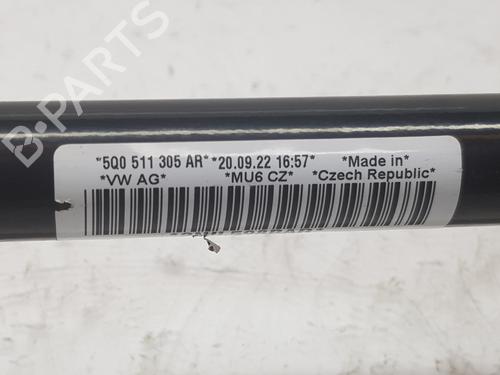 B-PARTS
*5Q0 511 305 AR* *20.09.22 16:57* *Made in*
*VW AG* *MU6 CZ* *Czech Republic*